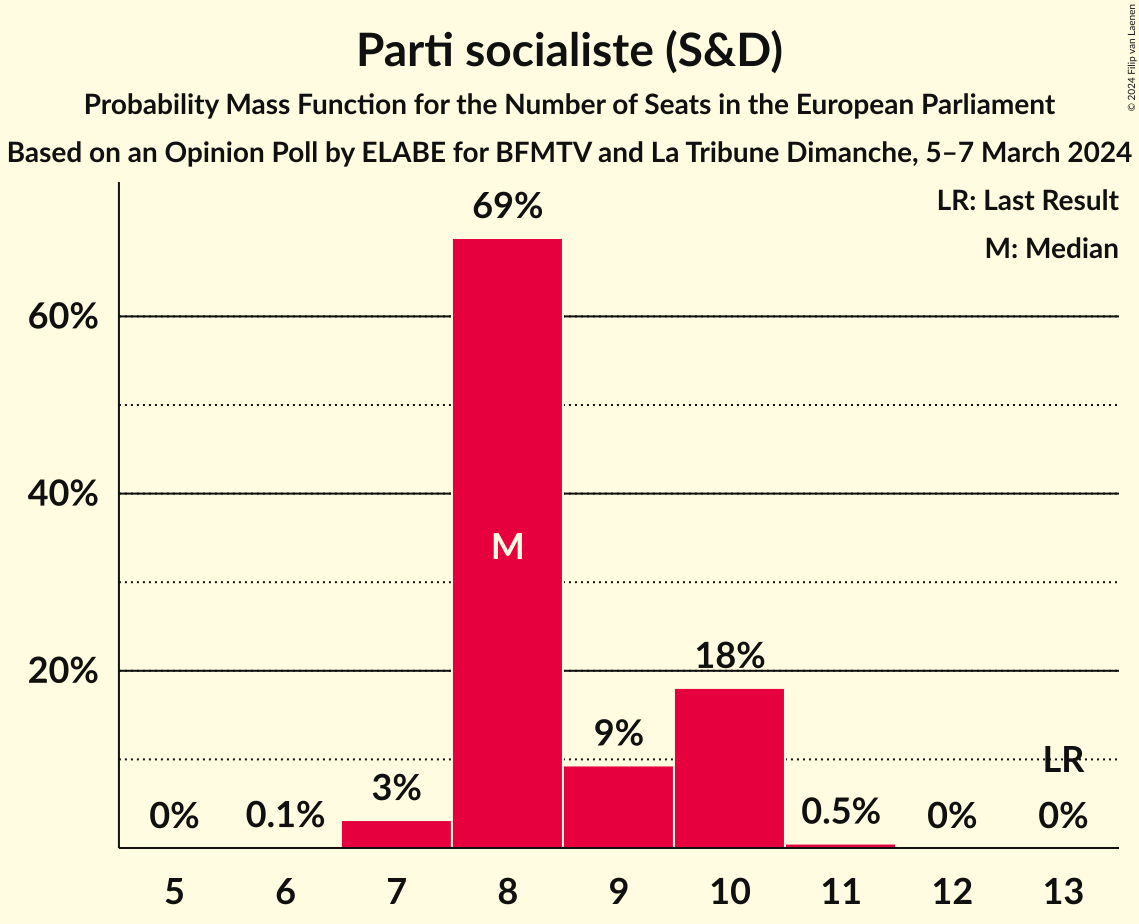 Parti socialiste (S&D)
Probability Mass Function for the Number of Seats in the European Parliament
Based on an Opinion Poll by ELABE for BFMTV and La Tribune Dimanche, 5–7 March 2024
© 2024 Filip van Laenen
LR: Last Result
M: Median
69%
60%
40%
M
20%
18%
9%
LR
3%
0%
0.1%
0.5%
0%
0%
5 6 7 8 9 10 11 12 13